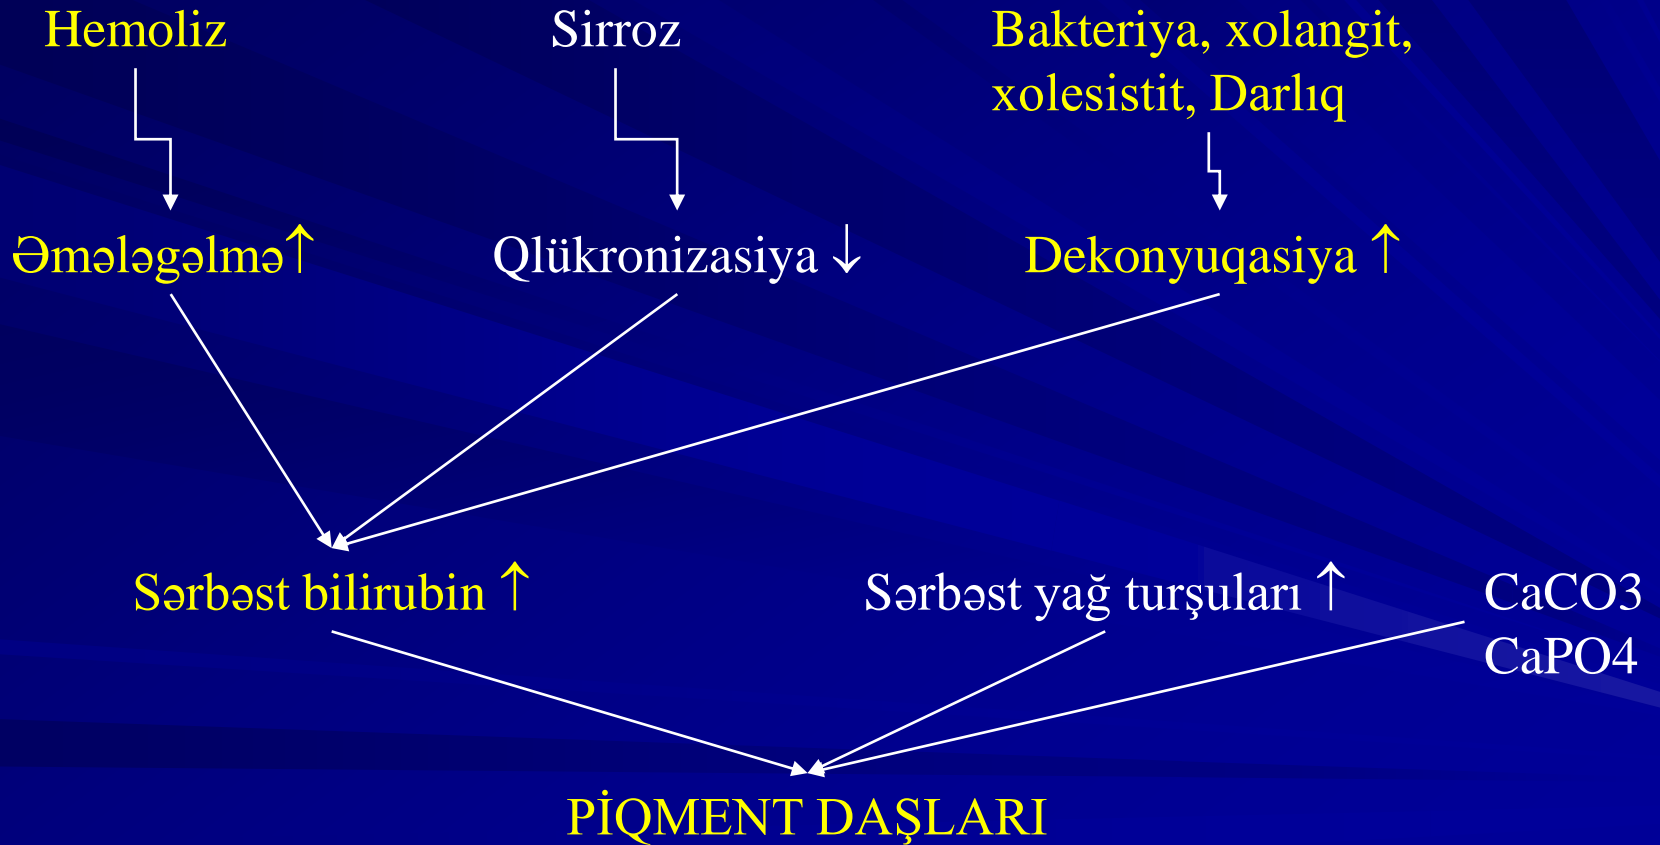 Hemoliz
Sirroz
Bakteriya, xolangit,
xolesistit, Darlıq
Əmələgəlmə↑
Qlükronizasiya ↓
Dekonyuqasiya ↑
Sərbəst bilirubin ↑
Sərbəst yağ turşuları ↑
CaCO3
CaPO4
PİQMENT DAŞLARI